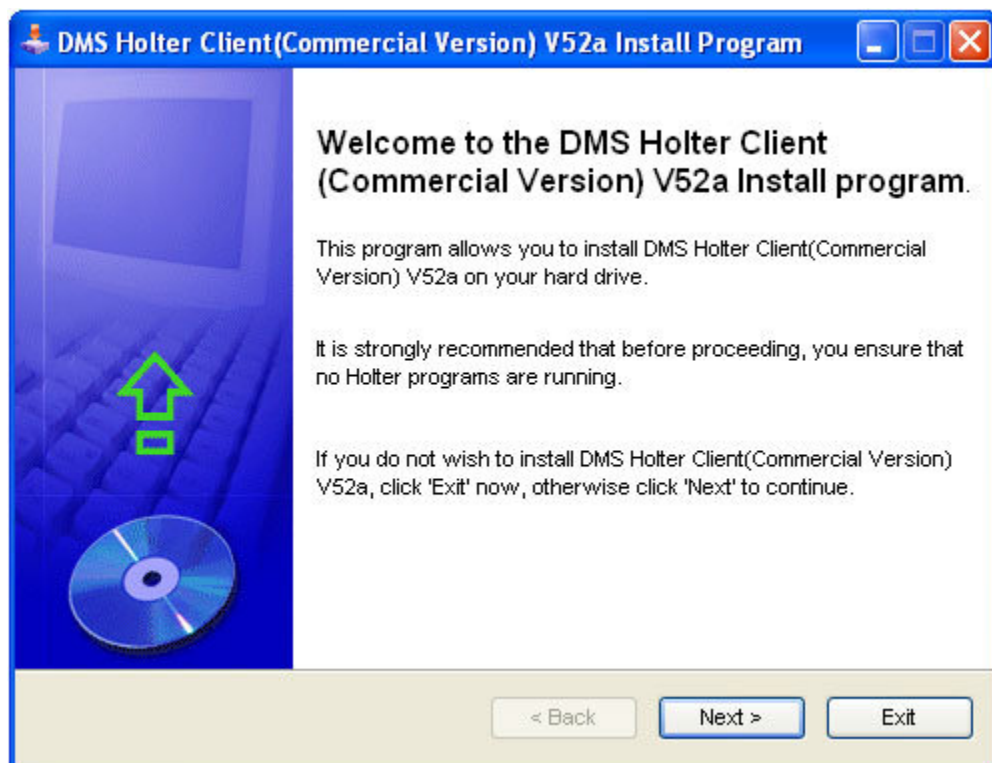 DMS Holter Client(Commercial Version) V52a Install Program
Welcome to the DMS Holter Client
(Commercial Version) V52a Install program.
This program allows you to install DMS Holter Client(Commercial
Version) V52a on your hard drive.
It is strongly recommended that before proceeding, you ensure that
no Holter programs are running.
If you do not wish to install DMS Holter Client(Commercial Version)
V52a, click 'Exit' now, otherwise click 'Next' to continue.
< Back Next > Exit